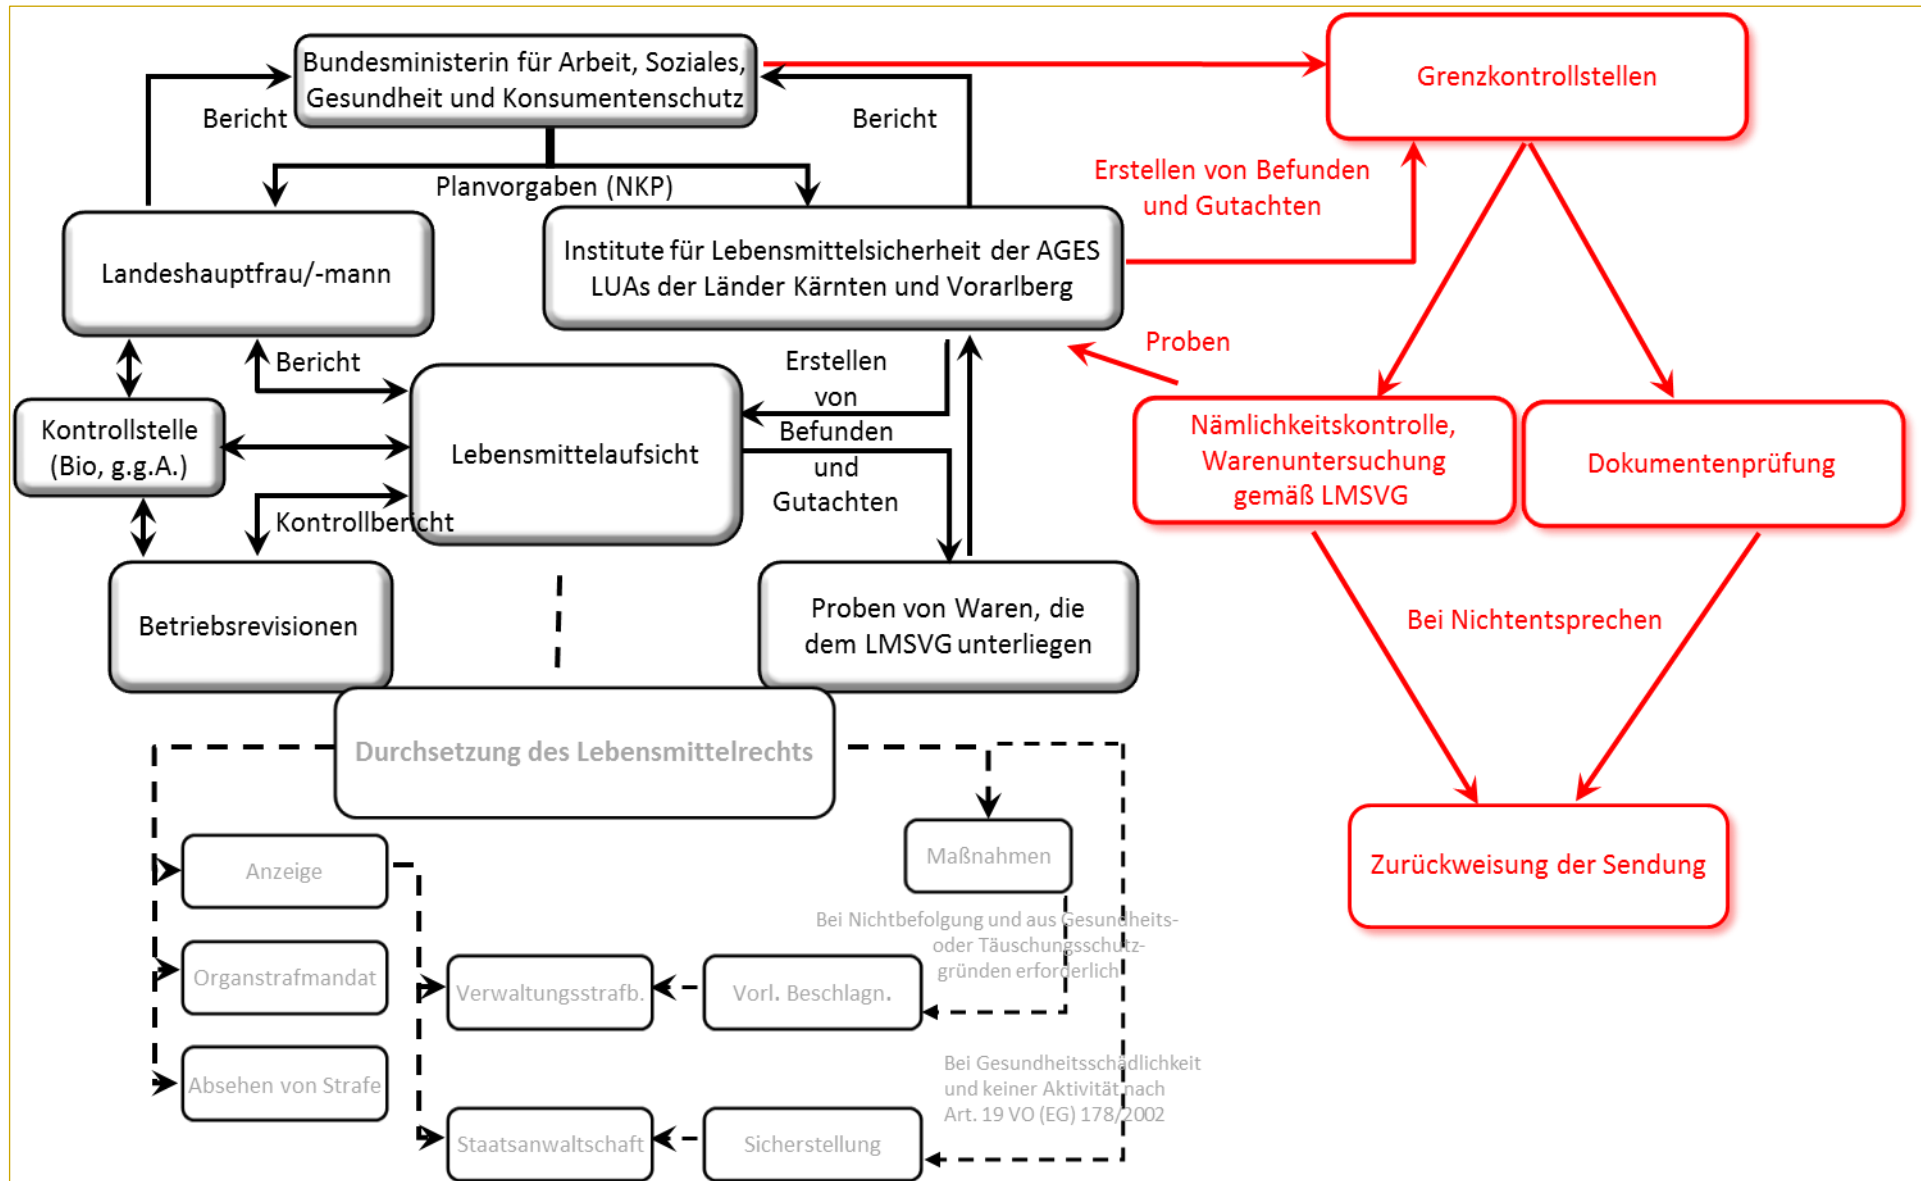 Bundesministerin für Arbeit, Soziales,
Gesundheit und Konsumentenschutz
Grenzkontrollstellen
Bericht
Bericht
Planvorgaben (NKP)
Erstellen von Befunden
und Gutachten
Landeshauptfrau/-mann
Institute für Lebensmittelsicherheit der AGES
LUAs der Länder Kärnten und Vorarlberg
Proben
Bericht
Erstellen
von
Befunden
und
Gutachten
Kontrollstelle
(Bio, g.g.A.)
Lebensmittelaufsicht
Nämlichkeitskontrolle,
Warenuntersuchung
gemäß LMSVG
Dokumentenprüfung
Kontrollbericht
Betriebsrevisionen
Proben von Waren, die
dem LMSVG unterliegen
Bei Nichtentsprechen
Durchsetzung des Lebensmittelrechts
Zurückweisung der Sendung
Anzeige
Maßnahmen
Bei Nichtbefolgung und aus Gesundheits-
oder Täuschungsschutz-
gründen erforderlich
Organstrafmandat
Verwaltungsstrafb.
Vorl. Beschlagn.
Absehen von Strafe
Bei Gesundheitsschädlichkeit
und keiner Aktivität nach
Art. 19 VO (EG) 178/2002
Staatsanwaltschaft
Sicherstellung